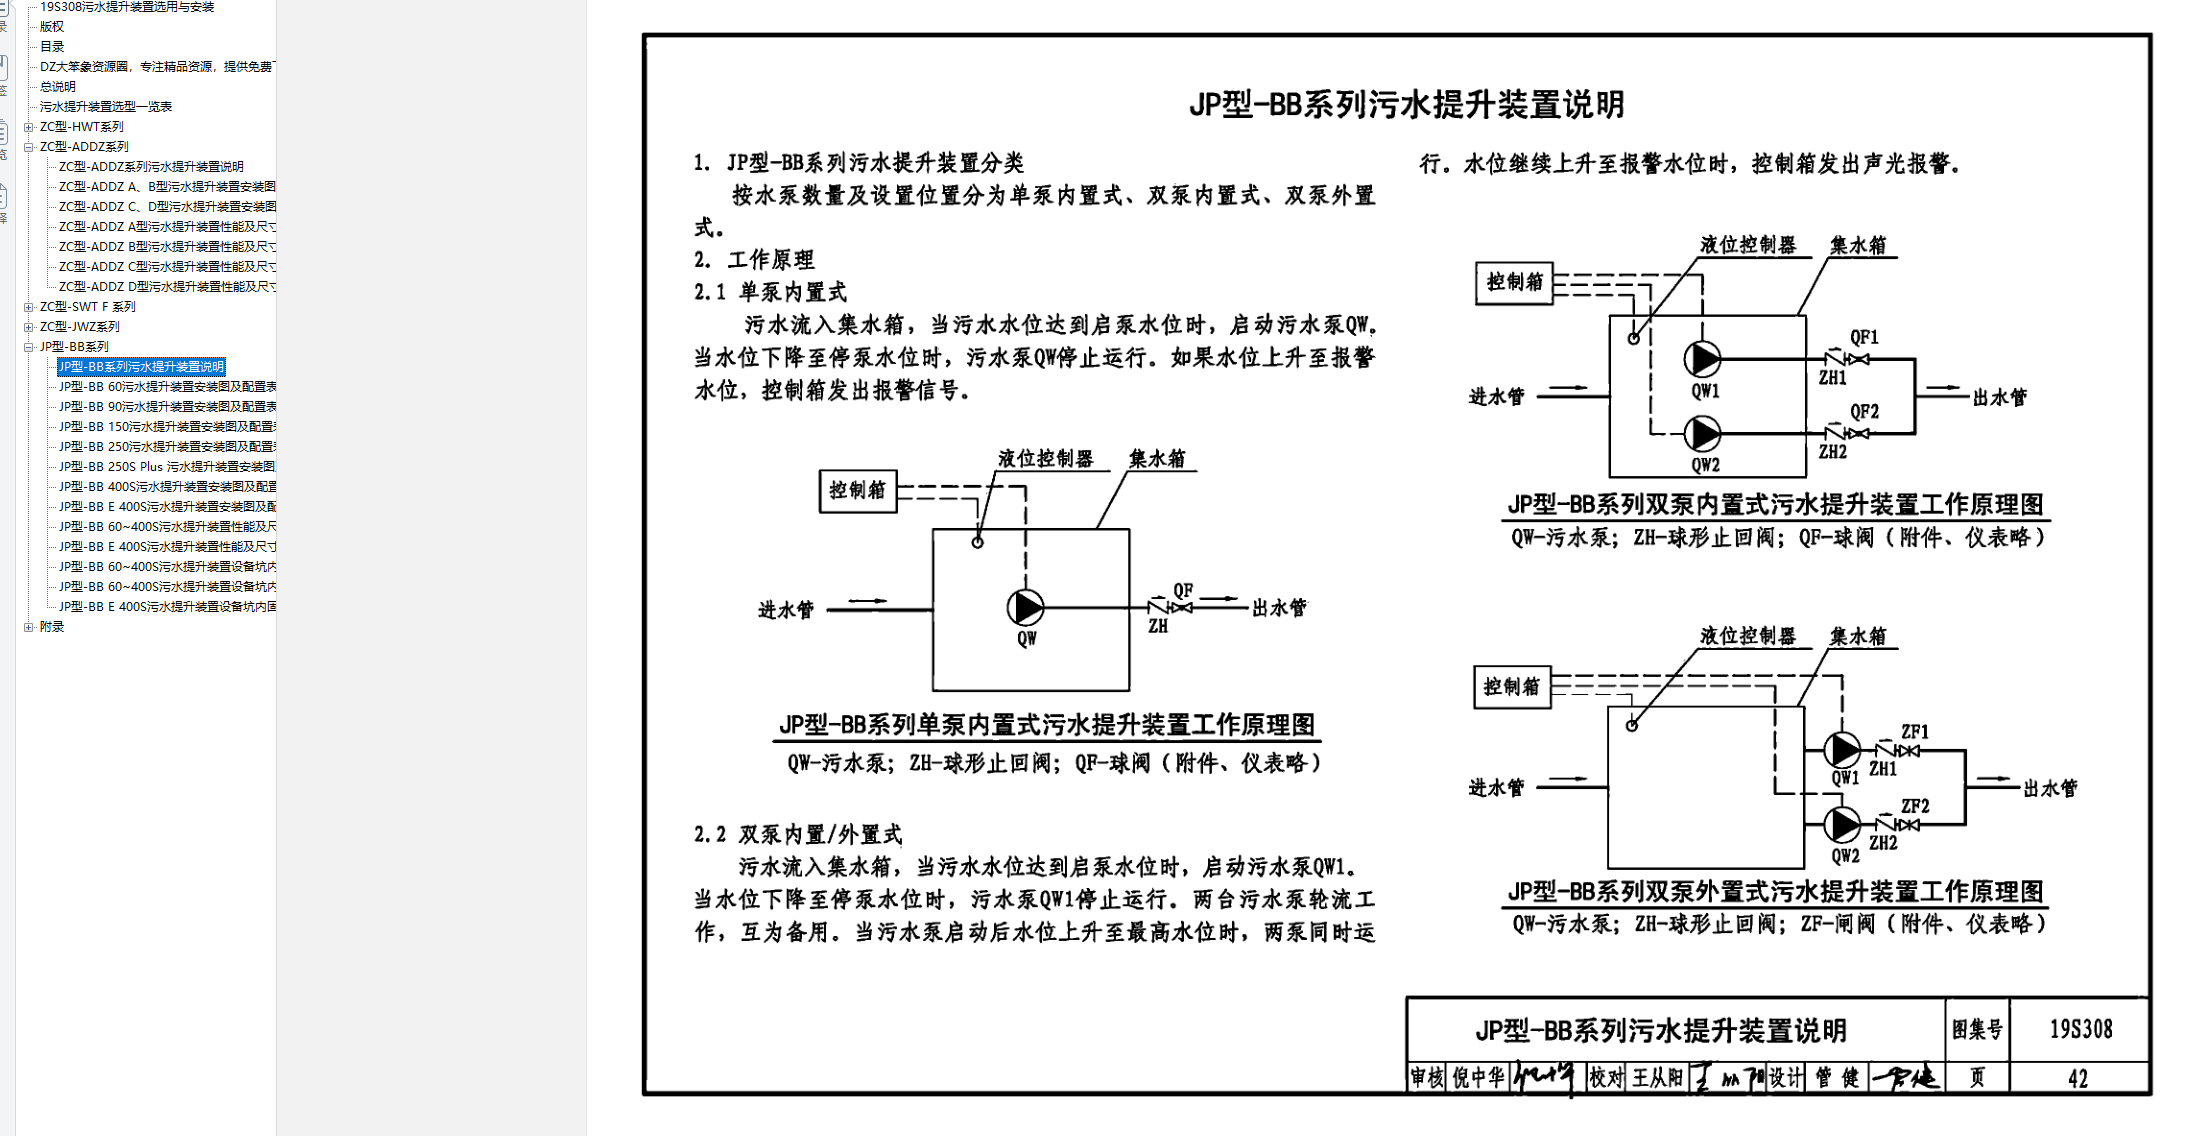 19S308污水提升装置选用与安装
版权
目录
DZ大笨象资源圈，专注精品资源，提供免费
总说明
污水提升装置选型一览表
ZC型-HWT系列
ZC型-ADDZ系列
ZC型-ADDZ系列污水提升装置说明
ZC型-ADDZ A、B型污水提升装置安装图
ZC型-ADDZ C、D型污水提升装置安装图
ZC型-ADDZ A型污水提升装置性能及尺寸
ZC型-ADDZ B型污水提升装置性能及尺寸
ZC型-ADDZ C型污水提升装置性能及尺寸
ZC型-ADDZ D型污水提升装置性能及尺寸
ZC型-SWT F 系列
ZC型-JWZ系列
JP型-BB系列
JP型-BB系列污水提升装置说明
JP型-BB 60污水提升装置安装图及配置表
JP型-BB 90污水提升装置安装图及配置表
JP型-BB 150污水提升装置安装图及配置
JP型-BB 250污水提升装置安装图及配置
JP型-BB 250S Plus 污水提升装置安装图
JP型-BB 400S污水提升装置安装图及配置
JP型-BB E 400S污水提升装置安装图及配
JP型-BB 60~400S污水提升装置性能及尺
JP型-BB E 400S污水提升装置性能及尺寸
JP型-BB 60~400S污水提升装置设备坑内
JP型-BB 60~400S污水提升装置设备坑内
JP型-BB E 400S污水提升装置设备坑内固
附录
JP型-BB系列污水提升装置说明
1. JP型-BB系列污水提升装置分类
按水泵数量及设置位置分为单泵内置式、双泵内置式、双泵外置
式。
2. 工作原理
2.1 单泵内置式
污水流入集水箱，当污水水位达到启泵水位时，启动污水泵QW。
当水位下降至停泵水位时，污水泵QW停止运行。如果水位上升至报警
水位，控制箱发出报警信号。
液位控制器 集水箱
控制箱
进水管 QW ZH QF 出水管
JP型-BB系列单泵内置式污水提升装置工作原理图
QW-污水泵；ZH-球形止回阀；QF-球阀（附件、仪表略）
2.2 双泵内置/外置式
污水流入集水箱，当污水水位达到启泵水位时，启动污水泵QW1。
当水位下降至停泵水位时，污水泵QW1停止运行。两台污水泵轮流工
作，互为备用。当污水泵启动后水位上升至最高水位时，两泵同时运
行。水位继续上升至报警水位时，控制箱发出声光报警。
液位控制器 集水箱
控制箱
QF1
QW1 ZH1
进水管 出水管
QF2
QW2 ZH2
JP型-BB系列双泵内置式污水提升装置工作原理图
QW-污水泵；ZH-球形止回阀；QF-球阀（附件、仪表略）
液位控制器 集水箱
控制箱
ZF1
QW1 ZH1
进水管 出水管
ZF2
QW2 ZH2
JP型-BB系列双泵外置式污水提升装置工作原理图
QW-污水泵；ZH-球形止回阀；ZF-闸阀（附件、仪表略）
JP型-BB系列污水提升装置说明 图集号 19S308
审核 倪中华 校对 王从阳 设计 管 健 页 42